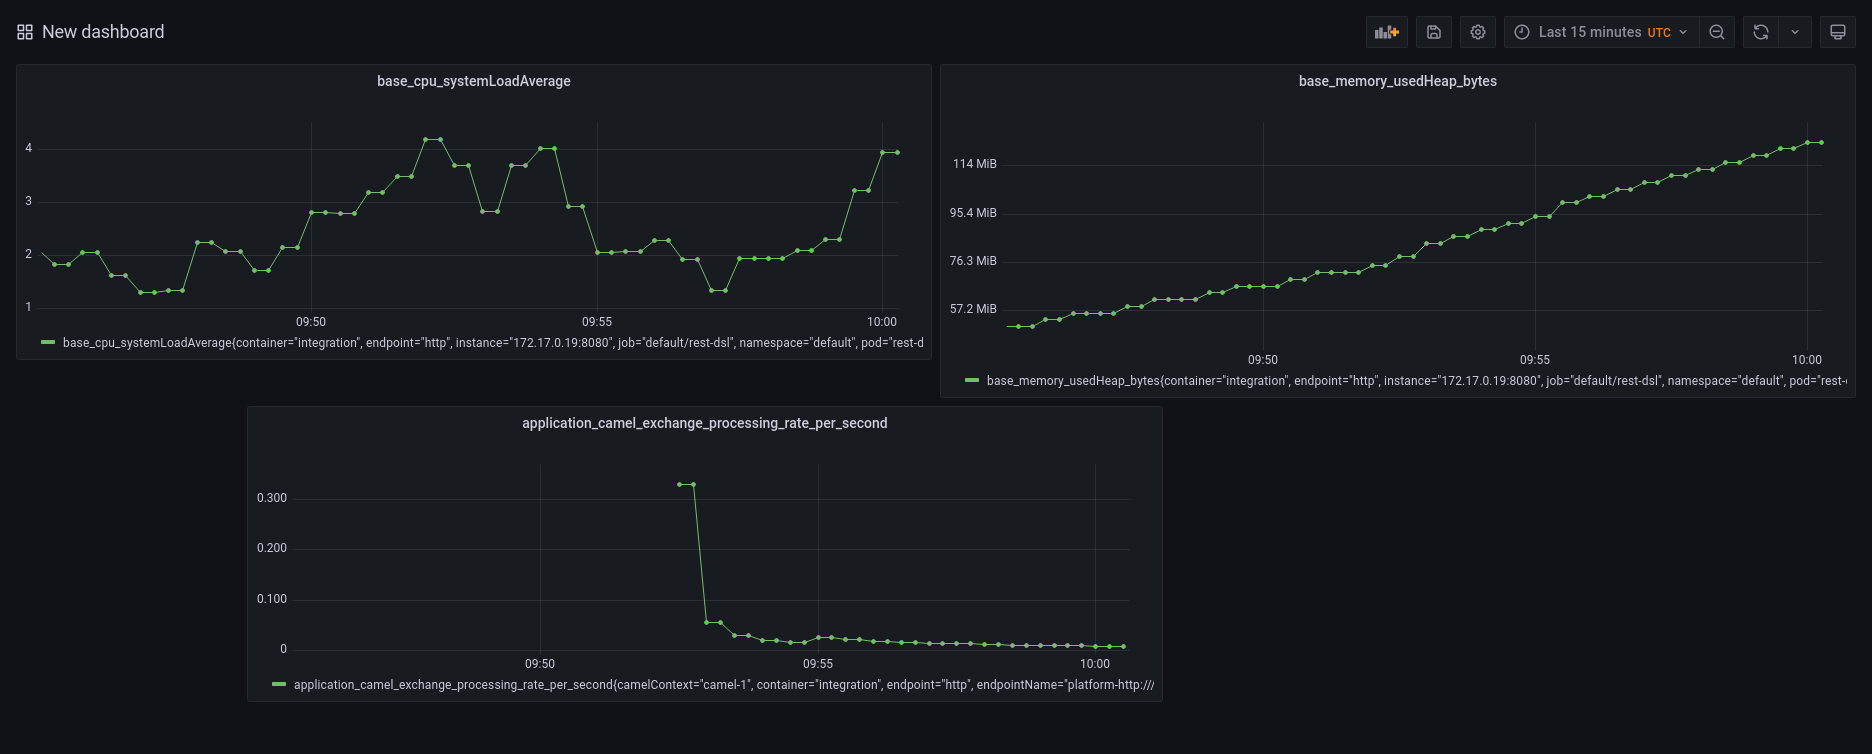 New dashboard
Last 15 minutes UTC
base_cpu_systemLoadAverage
4
3
2
1
09:50 09:55 10:00
base_cpu_systemLoadAverage{container="integration", endpoint="http", instance="172.17.0.19:8080", job="default/rest-dsl", namespace="default", pod="rest-d
base_memory_usedHeap_bytes
114 MiB
95.4 MiB
76.3 MiB
57.2 MiB
09:50 09:55 10:00
base_memory_usedHeap_bytes{container="integration", endpoint="http", instance="172.17.0.19:8080", job="default/rest-dsl", namespace="default", pod="rest-
application_camel_exchange_processing_rate_per_second
0.300
0.200
0.100
0
09:50 09:55 10:00
application_camel_exchange_processing_rate_per_second{camelContext="camel-1", container="integration", endpoint="http", endpointName="platform-http:///